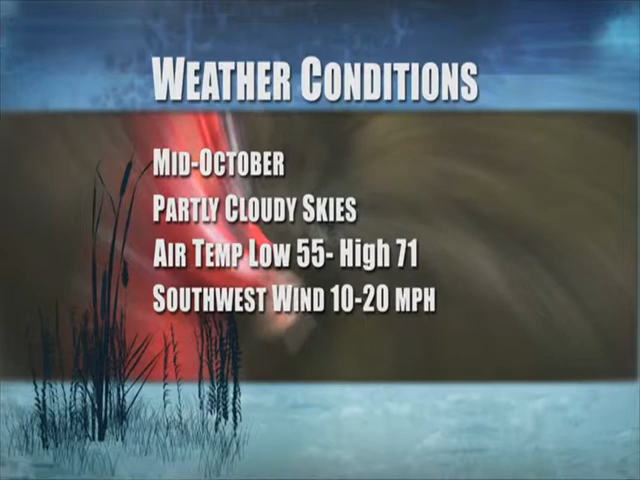 Weather Conditions
Mid-October
Partly Cloudy Skies
Air Temp Low 55- High 71
Southwest Wind 10-20 mph